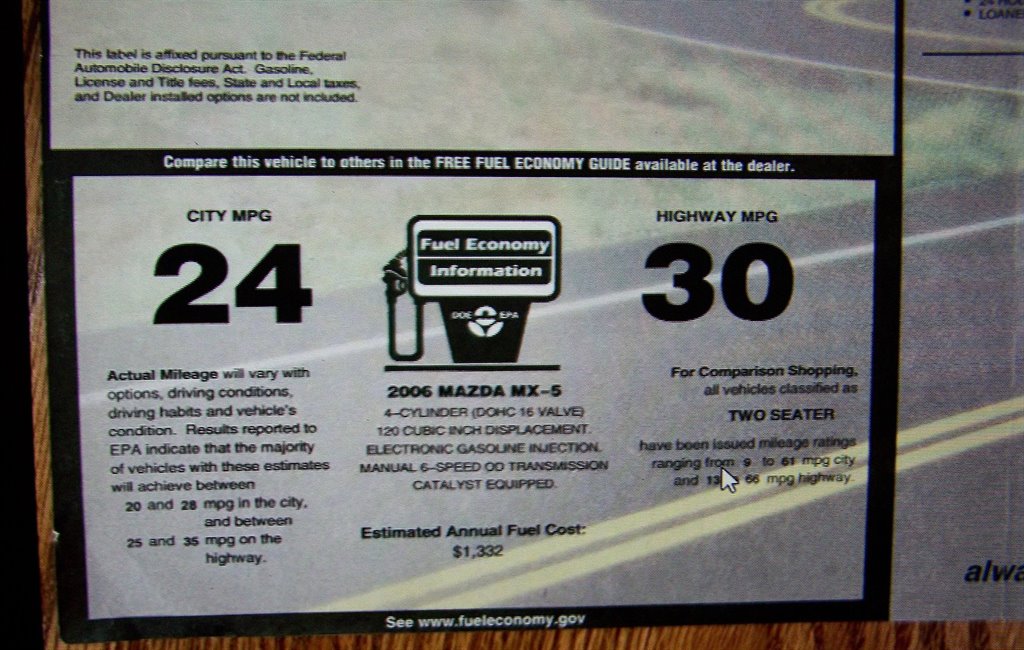 LOANE
This label is affixed pursuant to the Federal
Automobile Disclosure Act. Gasoline,
License and Title fees, State and Local taxes,
and Dealer installed options are not included.
Compare this vehicle to others in the FREE FUEL ECONOMY GUIDE available at the dealer.
CITY MPG
24
Fuel Economy
Information
DOE EPA
HIGHWAY MPG
30
Actual Mileage will vary with
options, driving conditions,
driving habits and vehicle's
condition. Results reported to
EPA indicate that the majority
of vehicles with these estimates
will achieve between
20 and 28 mpg in the city,
and between
25 and 35 mpg on the
highway.
2006 MAZDA MX-5
4-CYLINDER (DOHC 16 VALVE)
120 CUBIC INCH DISPLACEMENT.
ELECTRONIC GASOLINE INJECTION.
MANUAL 6-SPEED OD TRANSMISSION
CATALYST EQUIPPED.
Estimated Annual Fuel Cost:
$1,332
For Comparison Shopping,
all vehicles classified as
TWO SEATER
have been issued mileage ratings
ranging from 9 to 61 mpg city
and 13 66 mpg highway.
alwa
See www.fueleconomy.gov